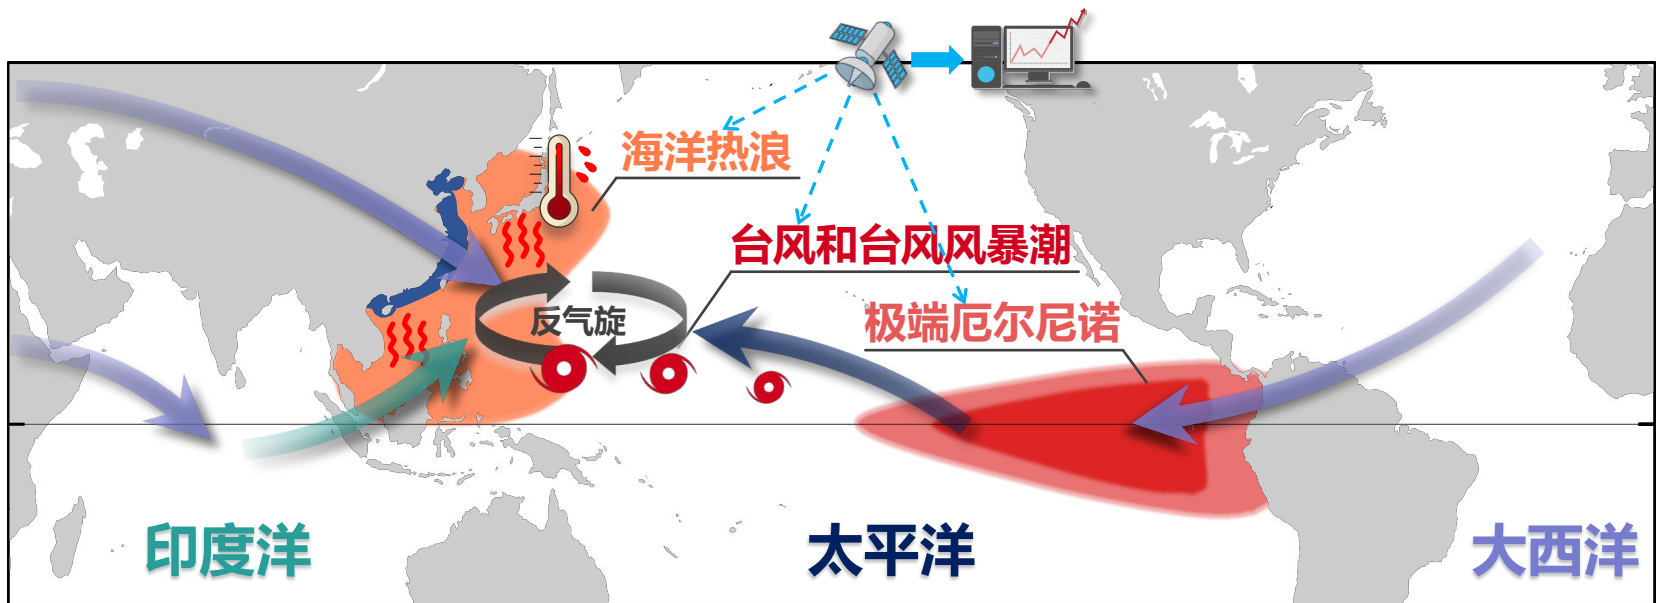 海洋热浪
台风和台风风暴潮
极端厄尔尼诺
反气旋
印度洋
太平洋
大西洋